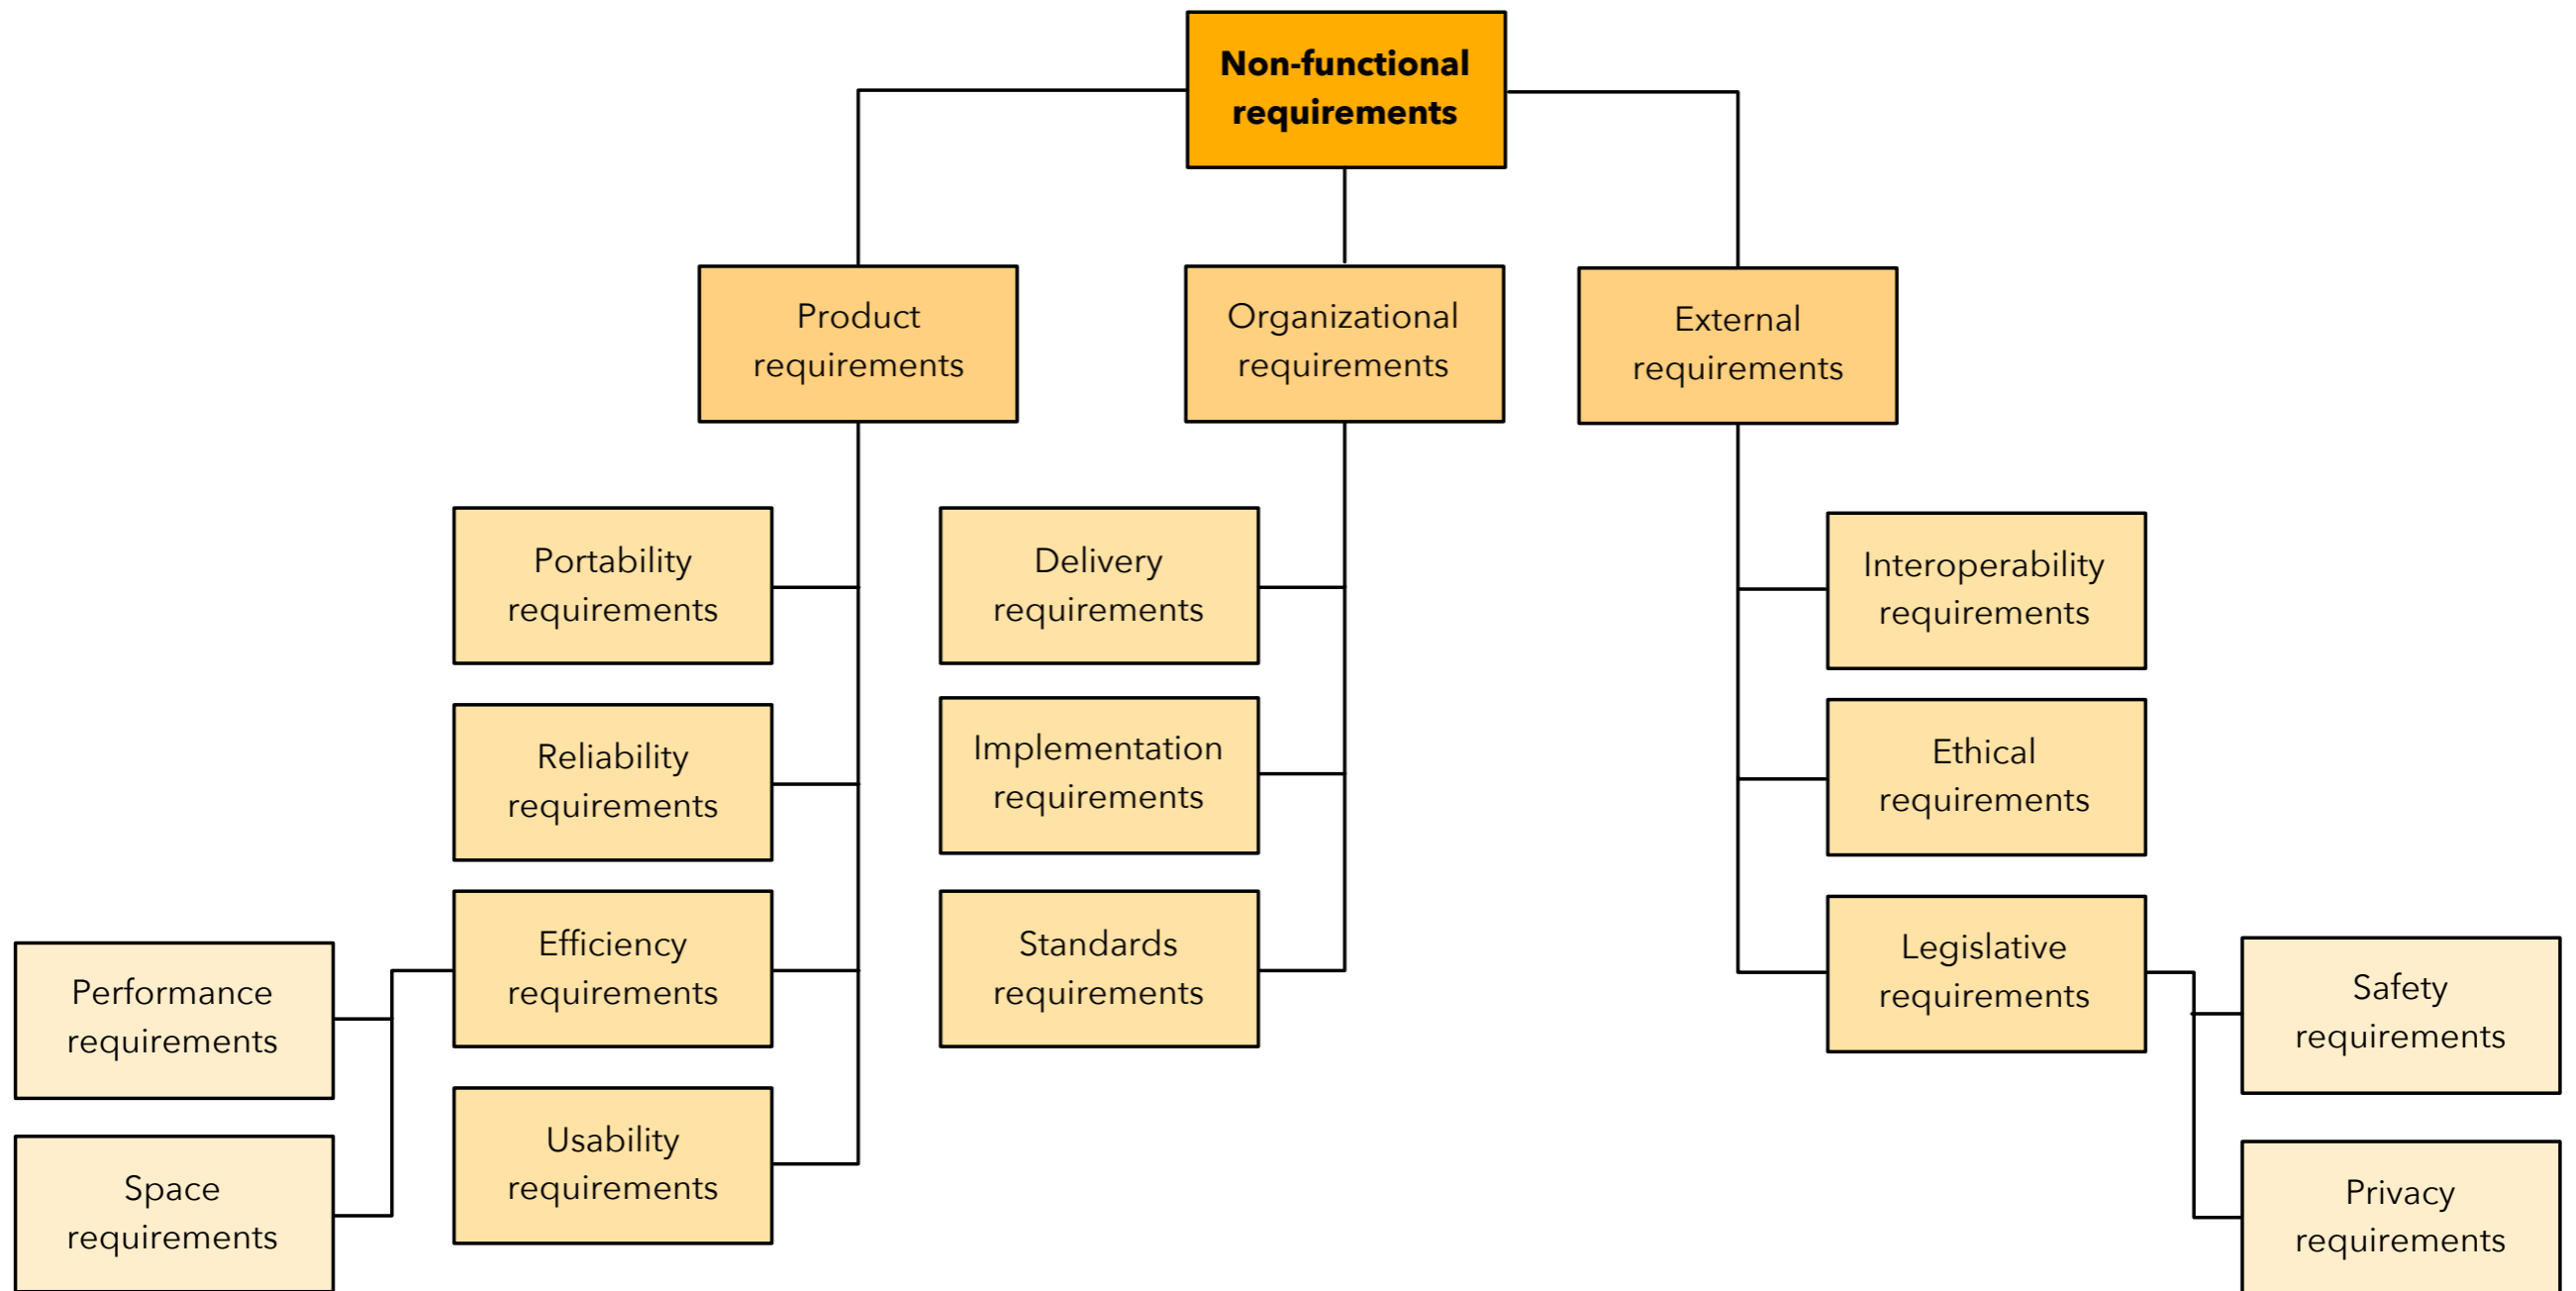 Non-functional
requirements
Product
requirements
Organizational
requirements
External
requirements
Portability
requirements
Delivery
requirements
Interoperability
requirements
Reliability
requirements
Implementation
requirements
Ethical
requirements
Performance
requirements
Efficiency
requirements
Standards
requirements
Legislative
requirements
Safety
requirements
Space
requirements
Usability
requirements
Privacy
requirements